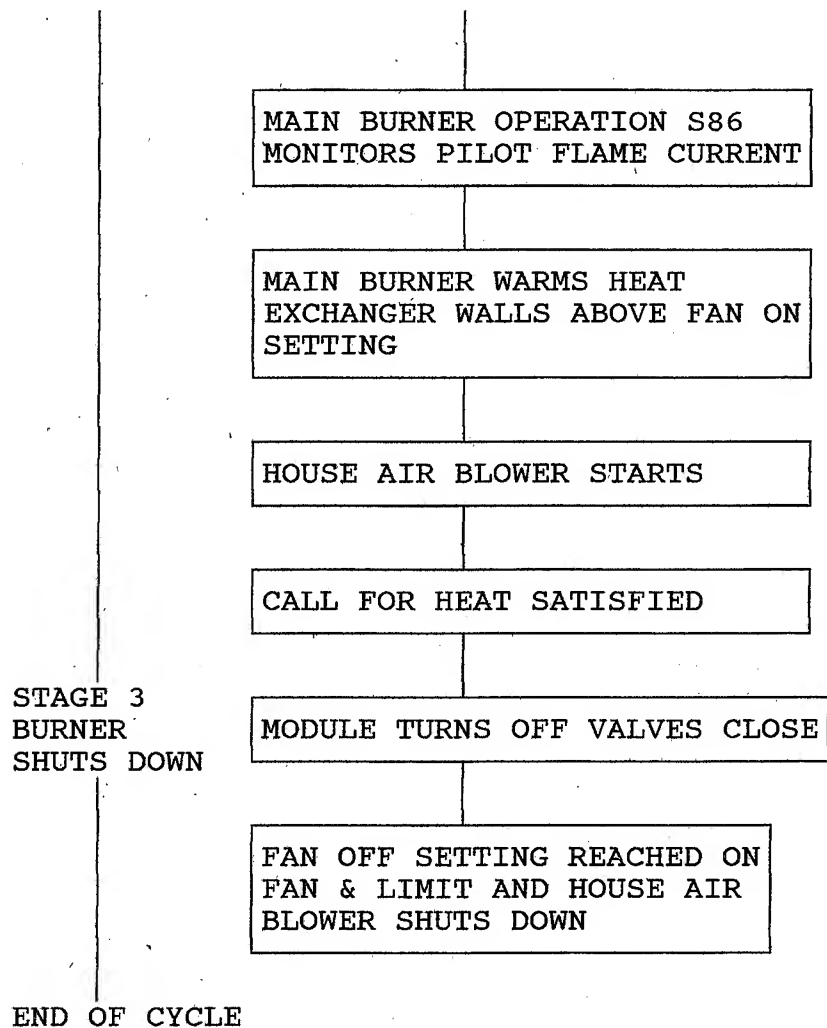 MAIN BURNER OPERATION S86
MONITORS PILOT FLAME CURRENT
MAIN BURNER WARMS HEAT
EXCHANGER WALLS ABOVE FAN ON
SETTING
HOUSE AIR BLOWER STARTS
CALL FOR HEAT SATISFIED
STAGE 3
BURNER
SHUTS DOWN
MODULE TURNS OFF VALVES CLOSE
FAN OFF SETTING REACHED ON
FAN & LIMIT AND HOUSE AIR
BLOWER SHUTS DOWN
END OF CYCLE